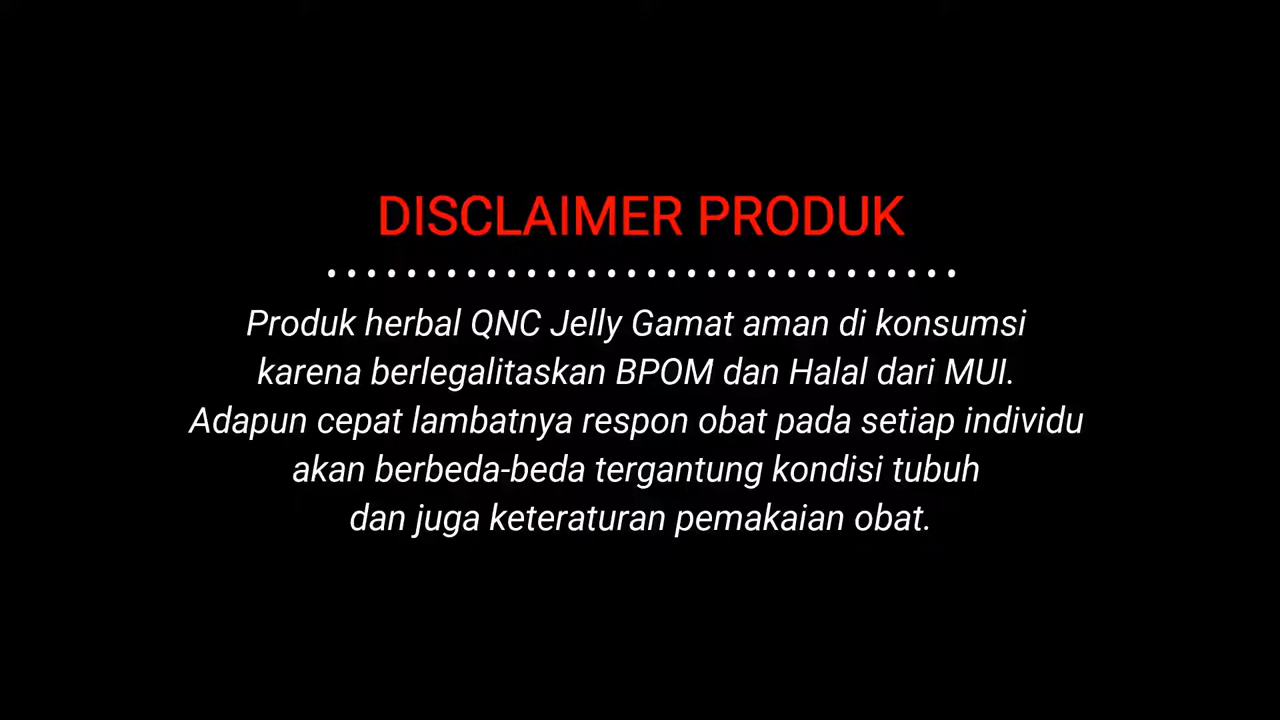 DISCLAIMER PRODUK
Produk herbal QNC Jelly Gamat aman di konsumsi
karena berlegalitaskan BPOM dan Halal dari MUI.
Adapun cepat lambatnya respon obat pada setiap individu
akan berbeda-beda tergantung kondisi tubuh
dan juga keteraturan pemakaian obat.